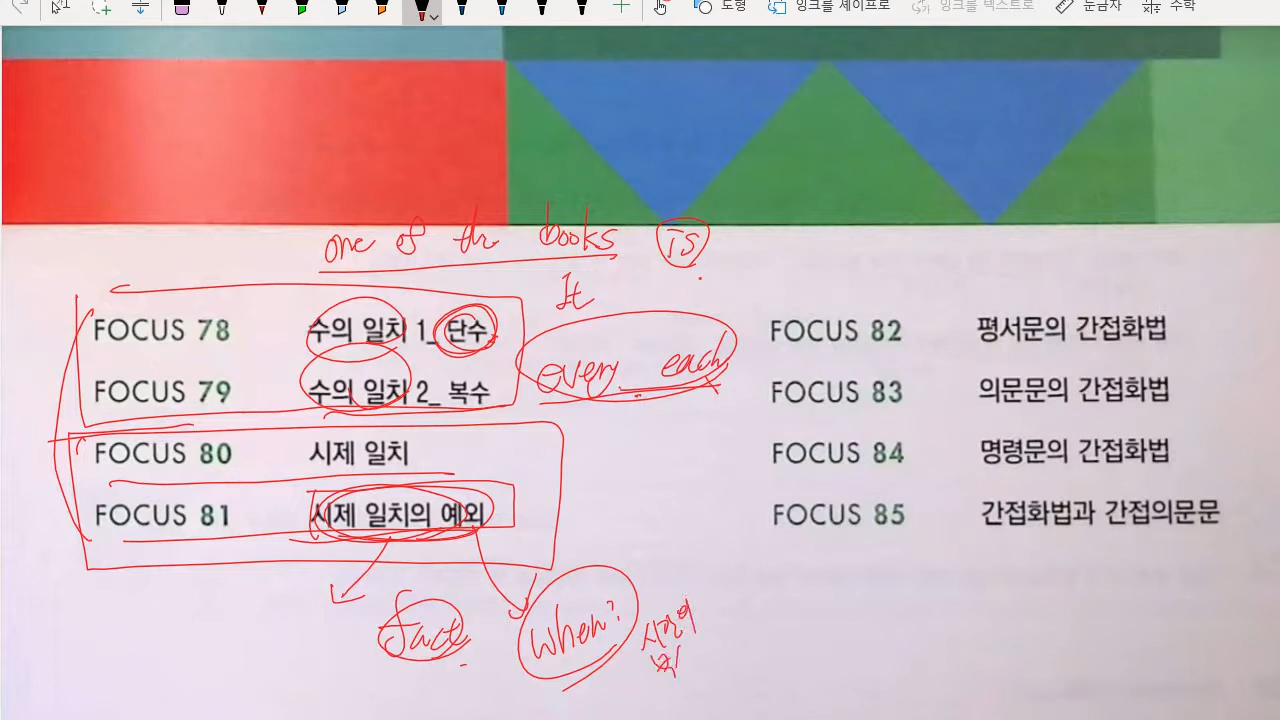 도형 잉크를 셰이프로 잉크를 텍스트로 눈금자 수학
one of the books is
It
FOCUS 78 수의 일치 1_ 단수
every each
FOCUS 79 수의 일치 2_ 복수
FOCUS 80 시제 일치
FOCUS 81 시제 일치의 예외
fact
when?
FOCUS 82 평서문의 간접화법
FOCUS 83 의문문의 간접화법
FOCUS 84 명령문의 간접화법
FOCUS 85 간접화법과 간접의문문